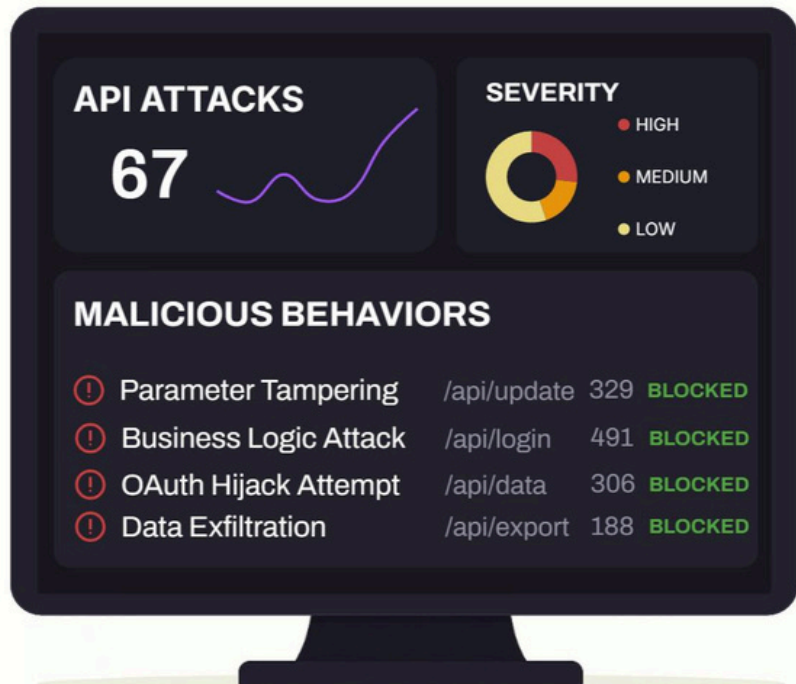 API ATTACKS
67
SEVERITY
HIGH
MEDIUM
LOW
MALICIOUS BEHAVIORS
Parameter Tampering /api/update 329 BLOCKED
Business Logic Attack /api/login 491 BLOCKED
OAuth Hijack Attempt /api/data 306 BLOCKED
Data Exfiltration /api/export 188 BLOCKED